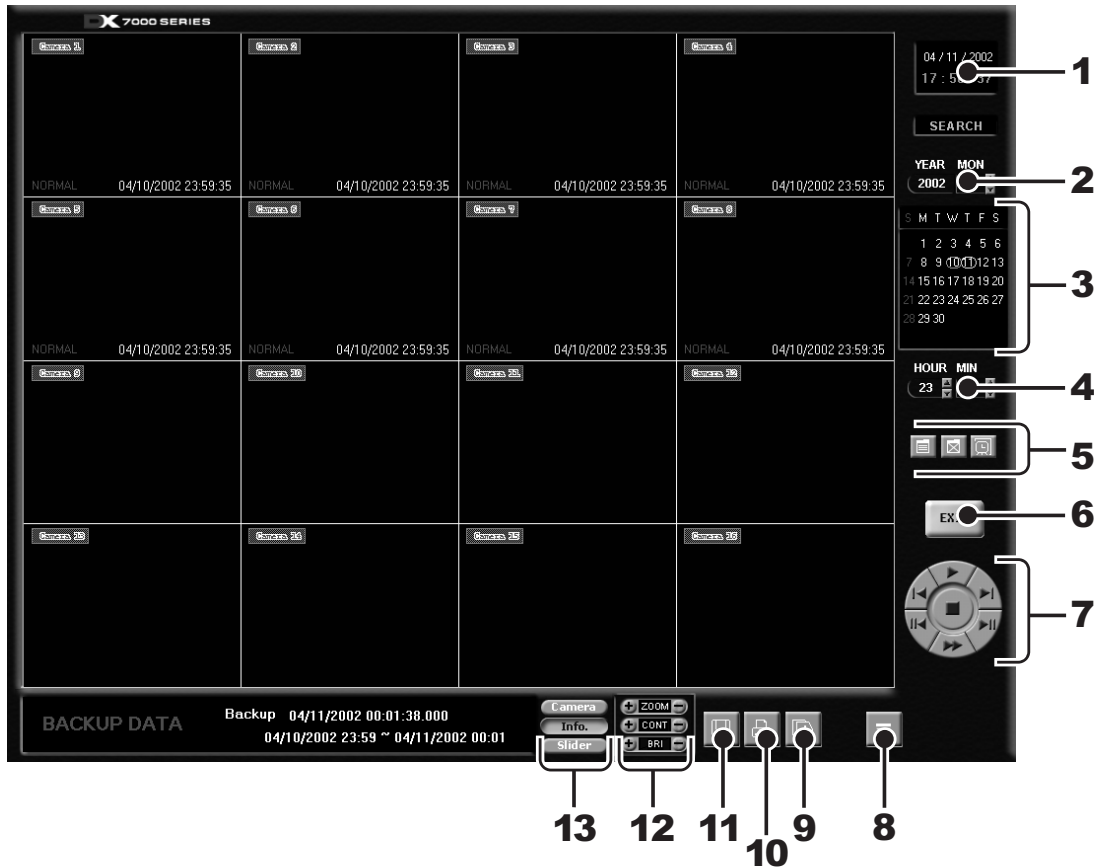 DX 7000 SERIES
Camera 1 Camera 2 Camera 3 Camera 4
04 / 11 / 2002
1
SEARCH
YEAR MON
2002
2
NORMAL 04/10/2002 23:59:35 NORMAL 04/10/2002 23:59:35 NORMAL 04/10/2002 23:59:35 NORMAL 04/10/2002 23:59:35
Camera 5 Camera 6 Camera 7 Camera 8
S M T W T F S
1 2 3 4 5 6
7 8 9 10 11 12 13
14 15 16 17 18 19 20
21 22 23 24 25 26 27
28 29 30
3
NORMAL 04/10/2002 23:59:35 NORMAL 04/10/2002 23:59:35 NORMAL 04/10/2002 23:59:35 NORMAL 04/10/2002 23:59:35
Camera 9 Camera 10 Camera 11 Camera 12
HOUR MIN
23
4
5
6
Camera 13 Camera 14 Camera 15 Camera 16
7
BACKUP DATA
Backup 04/11/2002 00:01:38.000
04/10/2002 23:59 ~ 04/11/2002 00:01
Camera
Info.
Slider
+ ZOOM -
+ CONT -
+ BRI -
13 12 11 10 9 8